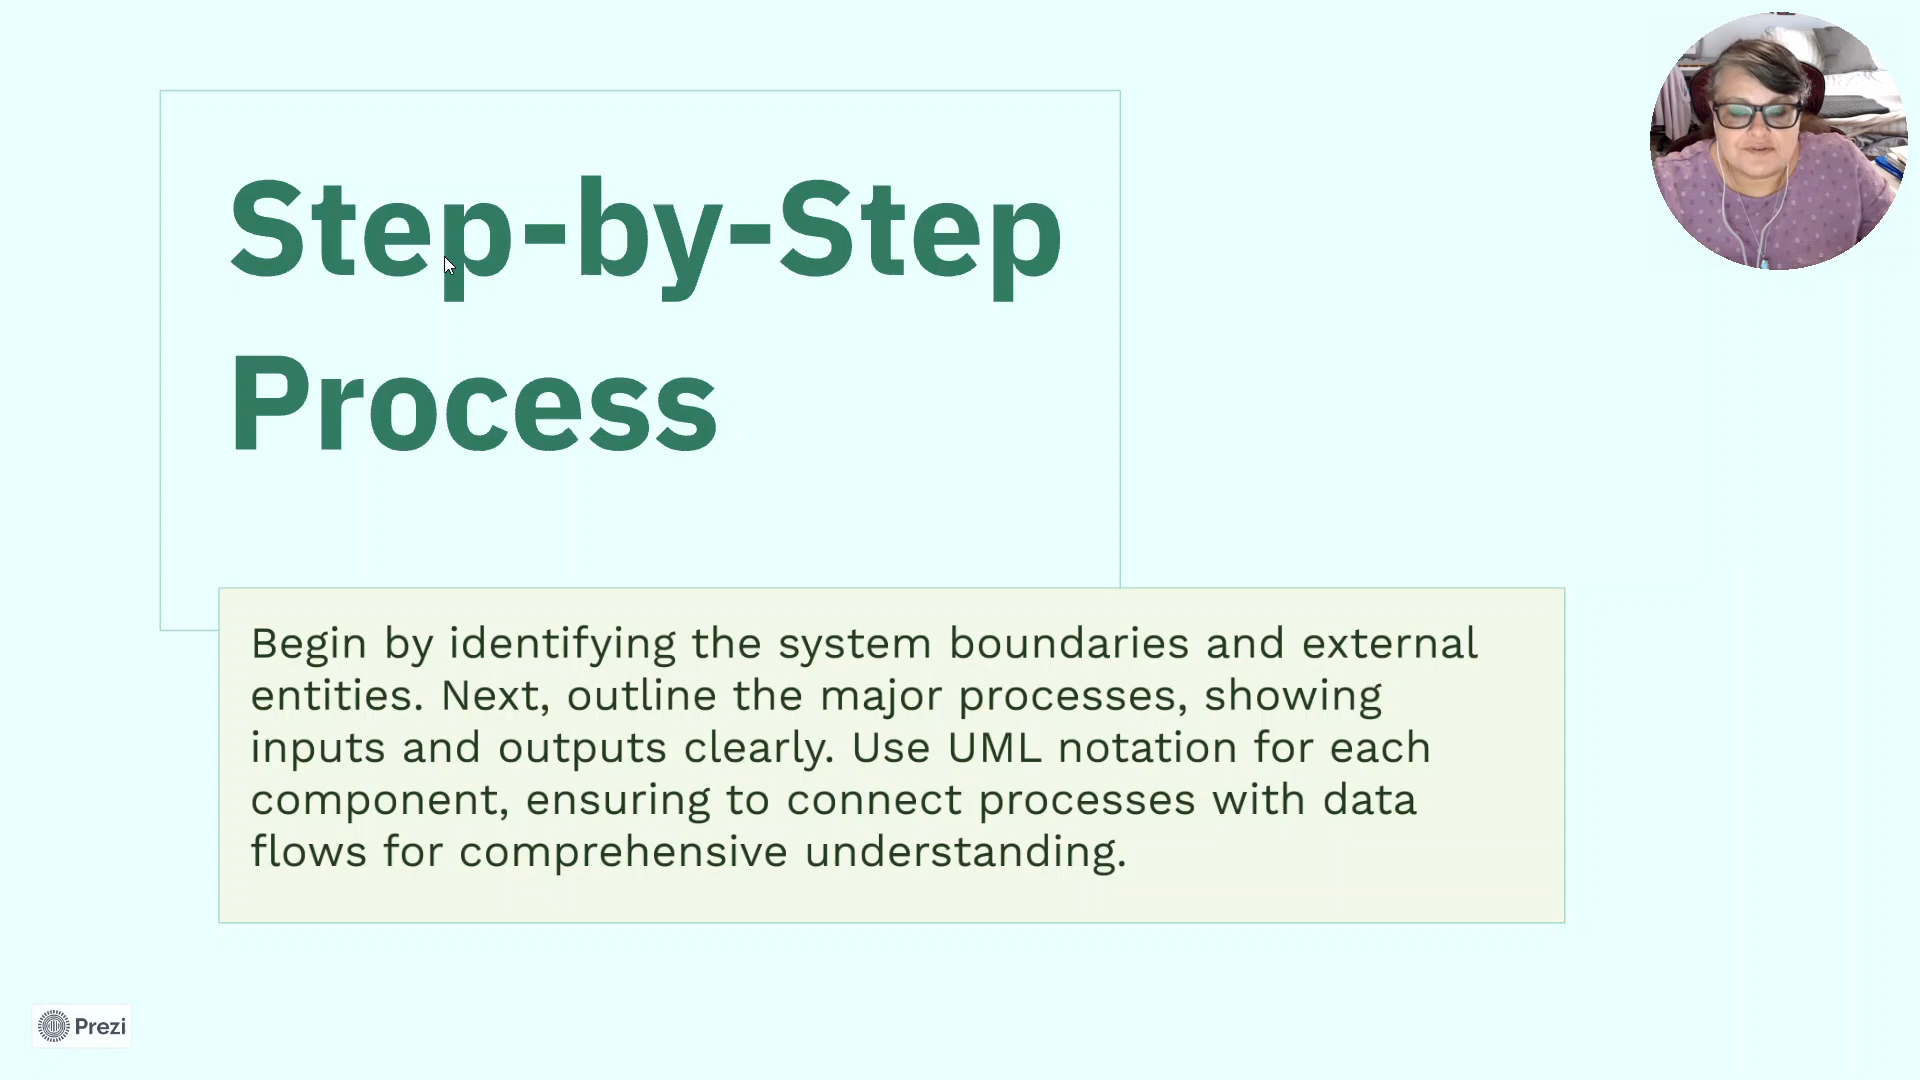 Step-by-Step
Process
Begin by identifying the system boundaries and external
entities. Next, outline the major processes, showing
inputs and outputs clearly. Use UML notation for each
component, ensuring to connect processes with data
flows for comprehensive understanding.
Prezi